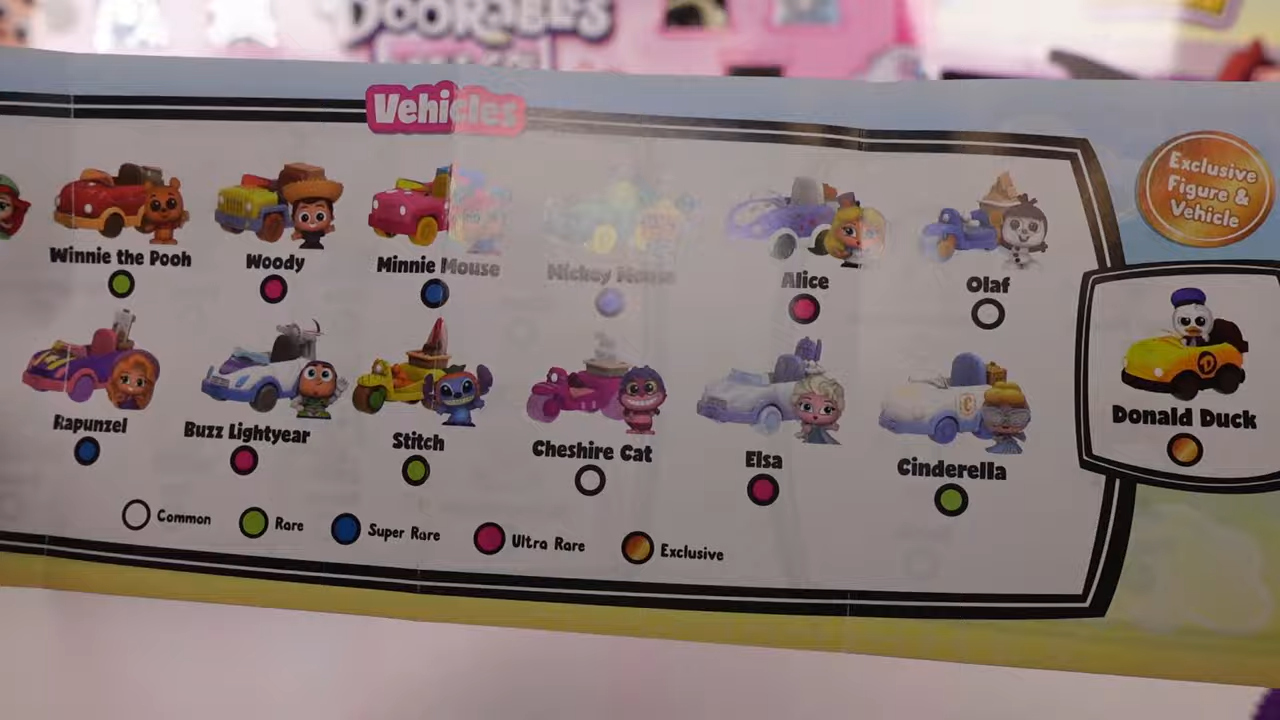 DOORABLES
Vehicles
Exclusive
Figure &
Vehicle
Winnie the Pooh
Woody
Minnie Mouse
Mickey Mouse
Alice
Olaf
D
Donald Duck
Rapunzel
Buzz Lightyear
Stitch
Cheshire Cat
Elsa
C
Cinderella
Common
Rare
Super Rare
Ultra Rare
Exclusive